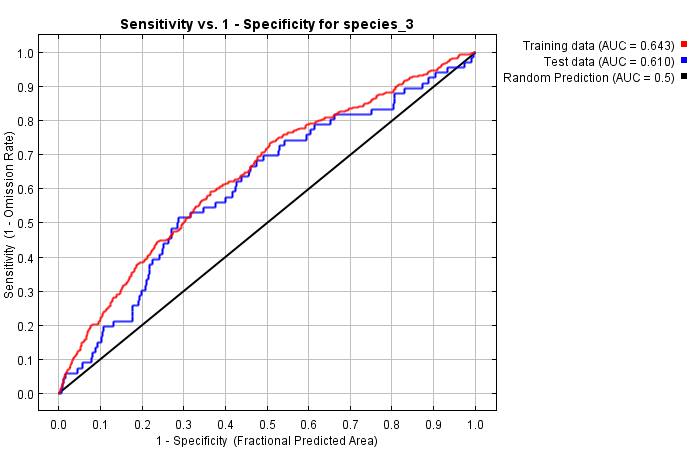 Sensitivity vs. 1 - Specificity for species_3
Training data (AUC = 0.643)
Test data (AUC = 0.610)
Random Prediction (AUC = 0.5)
Sensitivity (1 - Omission Rate)
1.0
0.9
0.8
0.7
0.6
0.5
0.4
0.3
0.2
0.1
0.0
0.0 0.1 0.2 0.3 0.4 0.5 0.6 0.7 0.8 0.9 1.0
1 - Specificity (Fractional Predicted Area)